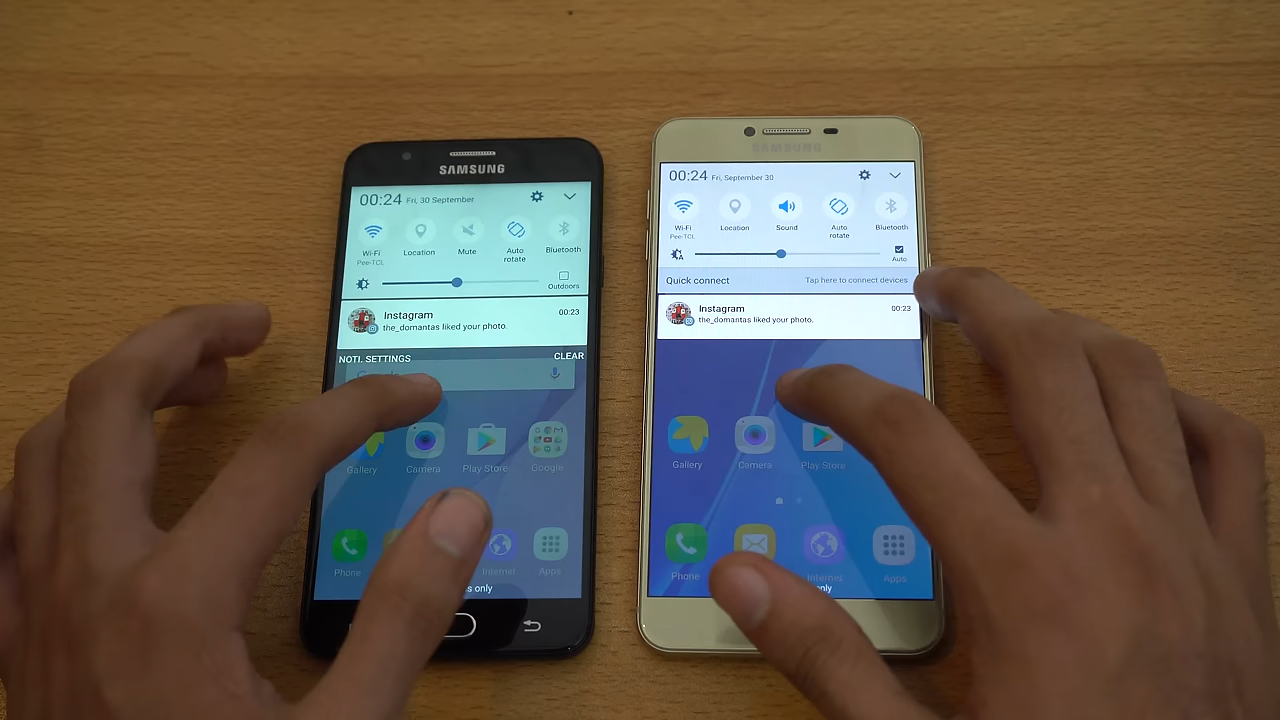 SAMSUNG
00:24 Fri, 30 September
Wi-Fi
Pee-TCL
Location
Mute
Auto
rotate
Bluetooth
Outdoors
Instagram
00:23
the_domantas liked your photo.
NOTI. SETTINGS
CLEAR
Gallery
Camera
Play Store
Google
Phone
Internet
Apps
only
SAMSUNG
00:24 Fri, September 30
Wi-Fi
Pee-TCL
Location
Sound
Auto
rotate
Bluetooth
Auto
Quick connect
Tap here to connect devices
Instagram
00:23
the_domantas liked your photo.
Gallery
Camera
Play Store
Phone
Internet
Apps
only